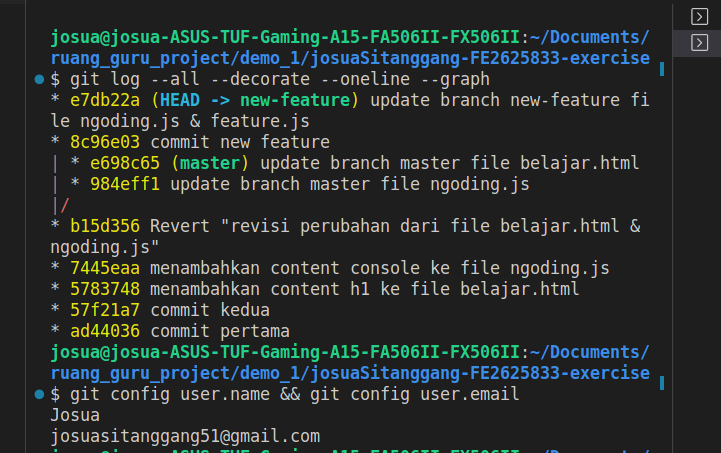 josua@josua-ASUS-TUF-Gaming-A15-FA506II-FX506II:~/Documents/
ruang_guru_project/demo_1/josuaSitanggang-FE2625833-exercise
$ git log --all --decorate --oneline --graph
* e7db22a (HEAD -> new-feature) update branch new-feature fi
le ngoding.js & feature.js
* 8c96e03 commit new feature
| * e698c65 (master) update branch master file belajar.html
| * 984eff1 update branch master file ngoding.js
|/
* b15d356 Revert "revisi perubahan dari file belajar.html &
ngoding.js"
* 7445eaa menambahkan content console ke file ngoding.js
* 5783748 menambahkan content h1 ke file belajar.html
* 57f21a7 commit kedua
* ad44036 commit pertama
josua@josua-ASUS-TUF-Gaming-A15-FA506II-FX506II:~/Documents/
ruang_guru_project/demo_1/josuaSitanggang-FE2625833-exercise
$ git config user.name && git config user.email
Josua
josuasitanggang51@gmail.com